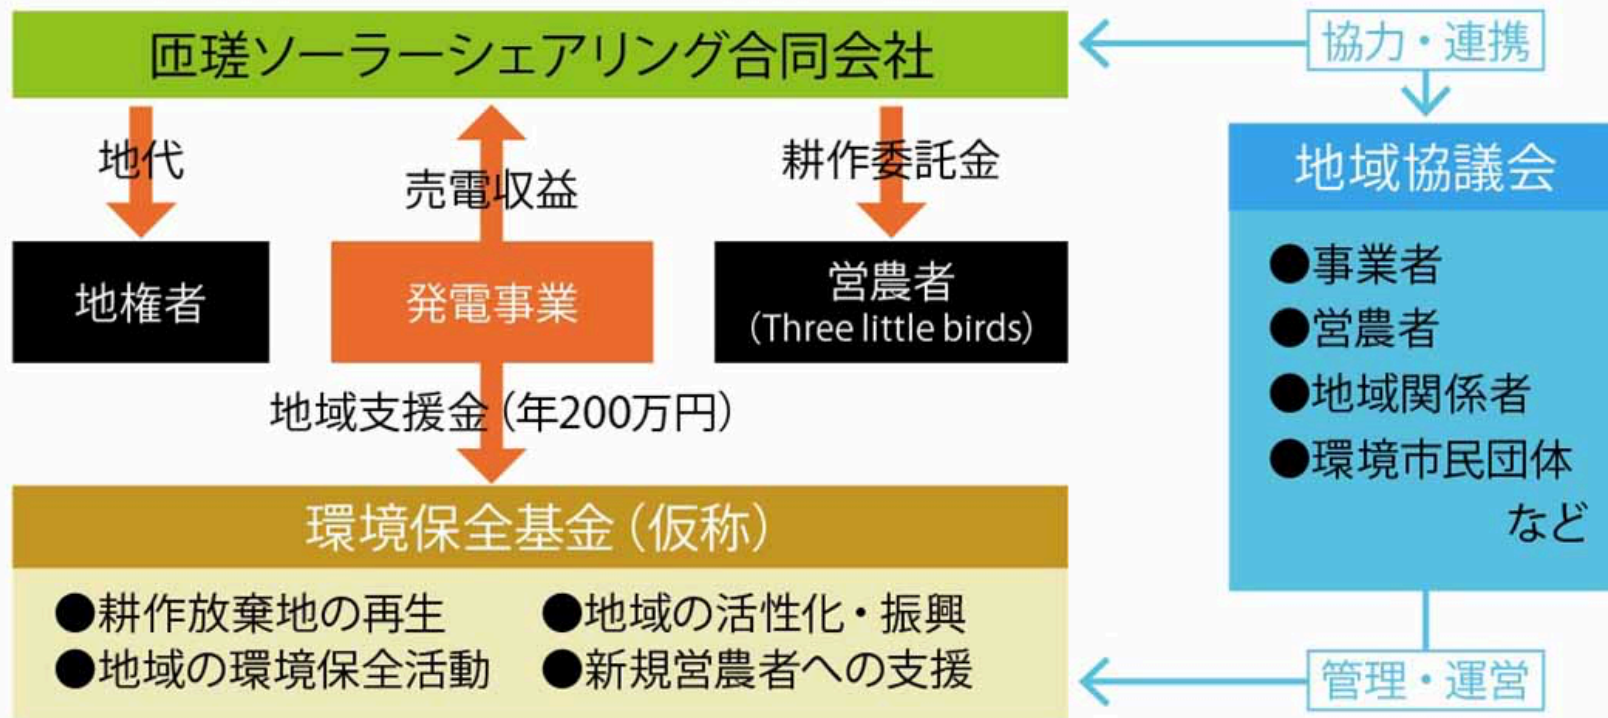 匝瑳ソーラーシェアリング合同会社
協力・連携
地代
売電収益
耕作委託金
地権者
発電事業
営農者
(Three little birds)
地域支援金(年200万円)
環境保全基金(仮称)
●耕作放棄地の再生
●地域の活性化・振興
●地域の環境保全活動
●新規営農者への支援
地域協議会
●事業者
●営農者
●地域関係者
●環境市民団体
など
管理・運営